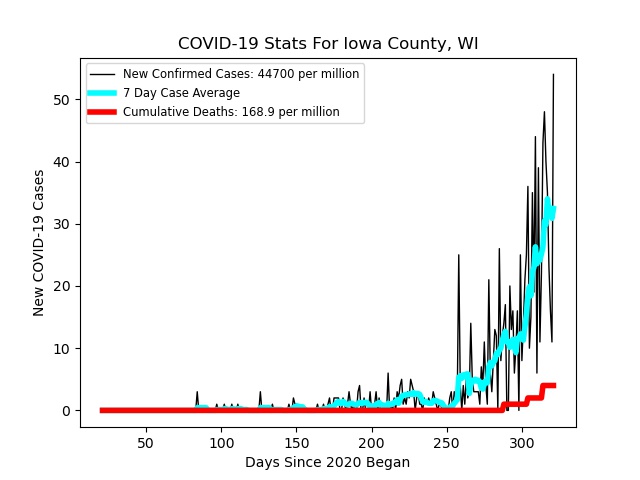 COVID-19 Stats For Iowa County, WI
New Confirmed Cases: 44700 per million
7 Day Case Average
Cumulative Deaths: 168.9 per million
New COVID-19 Cases
50
40
30
20
10
0
50 100 150 200 250 300
Days Since 2020 Began